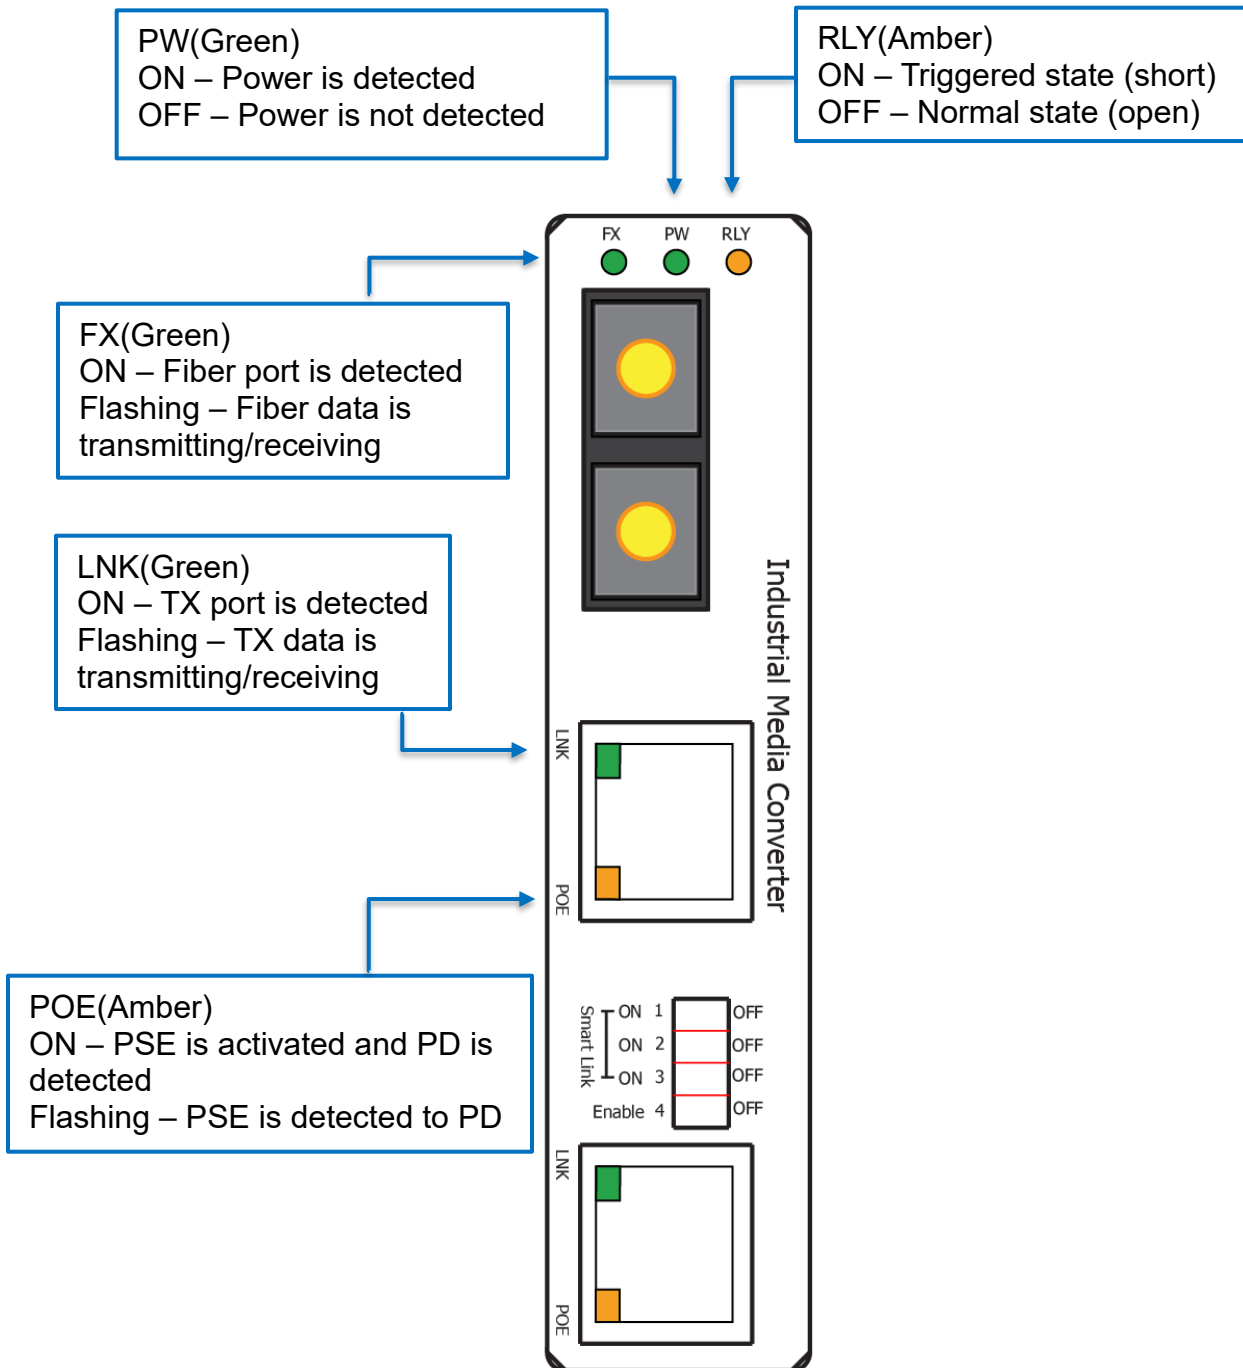 PW(Green)
ON – Power is detected
OFF – Power is not detected
RLY(Amber)
ON – Triggered state (short)
OFF – Normal state (open)
FX PW RLY
FX(Green)
ON – Fiber port is detected
Flashing – Fiber data is
transmitting/receiving
LNK(Green)
ON – TX port is detected
Flashing – TX data is
transmitting/receiving
Industrial Media Converter
LNK
POE
POE(Amber)
ON – PSE is activated and PD is
detected
Flashing – PSE is detected to PD
Smart Link
ON 1 OFF
ON 2 OFF
ON 3 OFF
Enable 4 OFF
LNK
POE